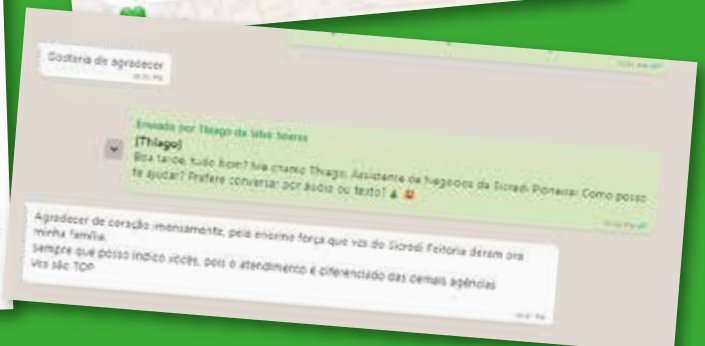 Gostaria de agradecer
Enviado por Thiago da Silva Soares
[Thiago]
Boa tarde, tudo bem? Me chamo Thiago, Assistente de Negócios da Sicredi Pioneira! Como posso
te ajudar? Prefere conversar por áudio ou texto?
Agradecer de coração imensamente, pela enorme força que vcs do Sicredi Feitoria deram pra
minha família.
sempre que posso indico vocês, pois o atendimento é diferenciado das demais agências
Vcs são TOP